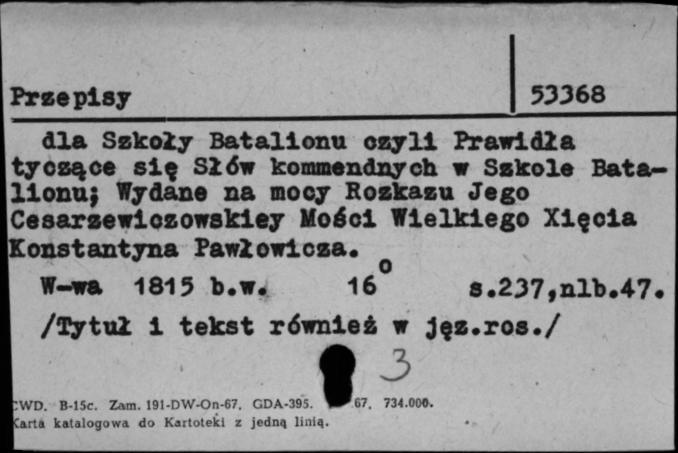 Przepisy 53368
dla Szkoły Batalionu czyli Prawidła
tyczące się Słów kommendnych w Szkole Bata-
lionu; Wydane na mocy Rozkazu Jego
Cesarzewiczowskiey Mości Wielkiego Xięcia
Konstantyna Pawłowicza.
W-wa 1815 b.w. 16° s.237,nlb.47.
/Tytuł i tekst również w jęz.ros./
3
CWD. B-15c. Zam. 191-DW-On-67. GDA-395. 67. 734.000.
Karta katalogowa do Kartoteki z jedną linią.